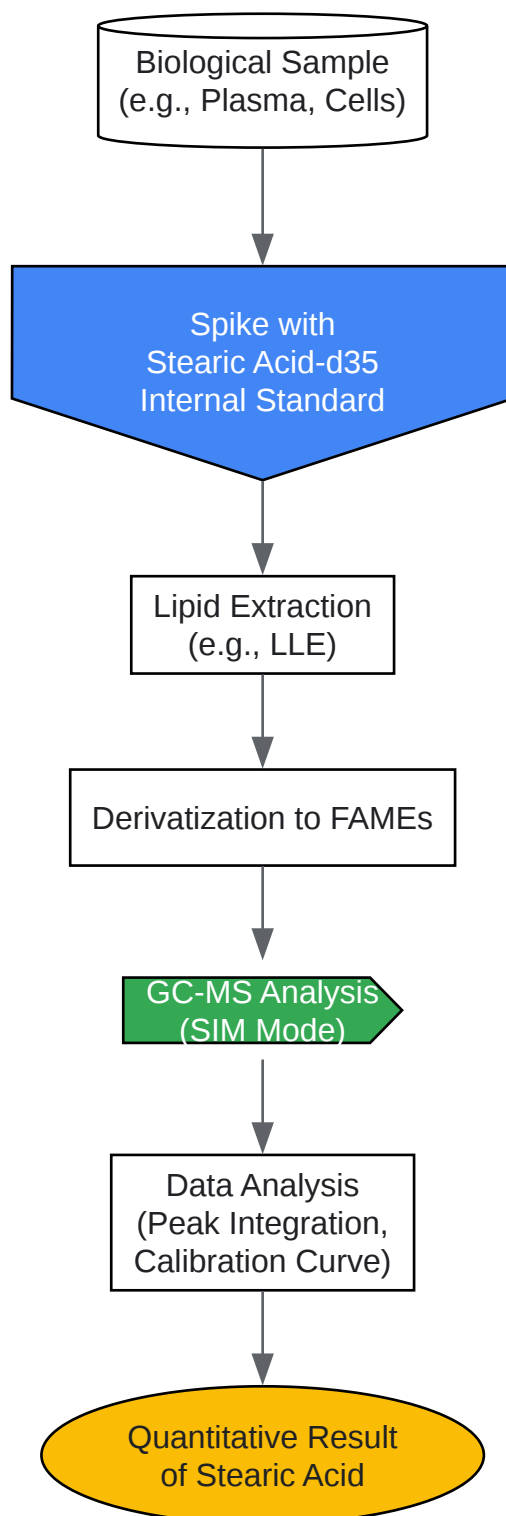 Biological Sample
(e.g., Plasma, Cells)
Spike with
Stearic Acid-d35
Internal Standard
Lipid Extraction
(e.g., LLE)
Derivatization to FAMEs
GC-MS Analysis
(SIM Mode)
Data Analysis
(Peak Integration,
Calibration Curve)
Quantitative Result
of Stearic Acid